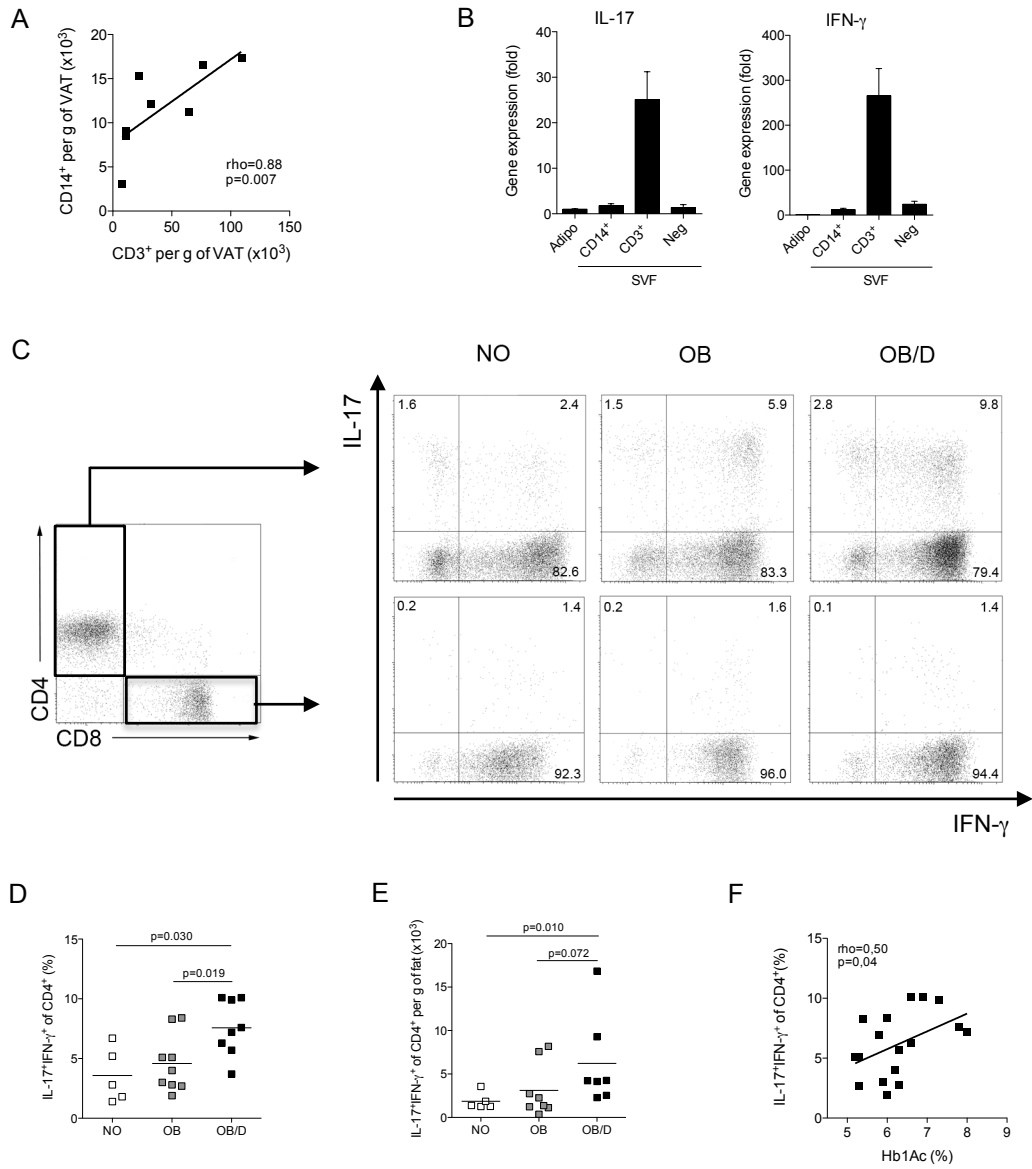 A
CD14⁺ per g of VAT (x10³)
20
15
10
5
0
rho=0.88
p=0.007
0 50 100 150
CD3⁺ per g of VAT (x10³)
B
IL-17
Gene expression (fold)
40
30
20
10
0
Adipo CD14⁺ CD3⁺ Neg
SVF
IFN-γ
Gene expression (fold)
400
300
200
100
0
Adipo CD14⁺ CD3⁺ Neg
SVF
C
NO OB OB/D
IL-17
1.6 2.4 1.5 5.9 2.8 9.8
82.6 83.3 79.4
0.2 1.4 0.2 1.6 0.1 1.4
92.3 96.0 94.4
CD4
CD8
IFN-γ
D
IL-17⁺IFN-γ⁺ of CD4⁺ (%)
15
10
5
0
p=0.030
p=0.019
NO OB OB/D
E
IL-17⁺IFN-γ⁺ of CD4⁺ per g of fat (x10³)
20
15
10
5
0
p=0.010
p=0.072
NO OB OB/D
F
IL-17⁺IFN-γ⁺ of CD4⁺(%)
15
10
5
0
rho=0,50
p=0,04
5 6 7 8 9
Hb1Ac (%)